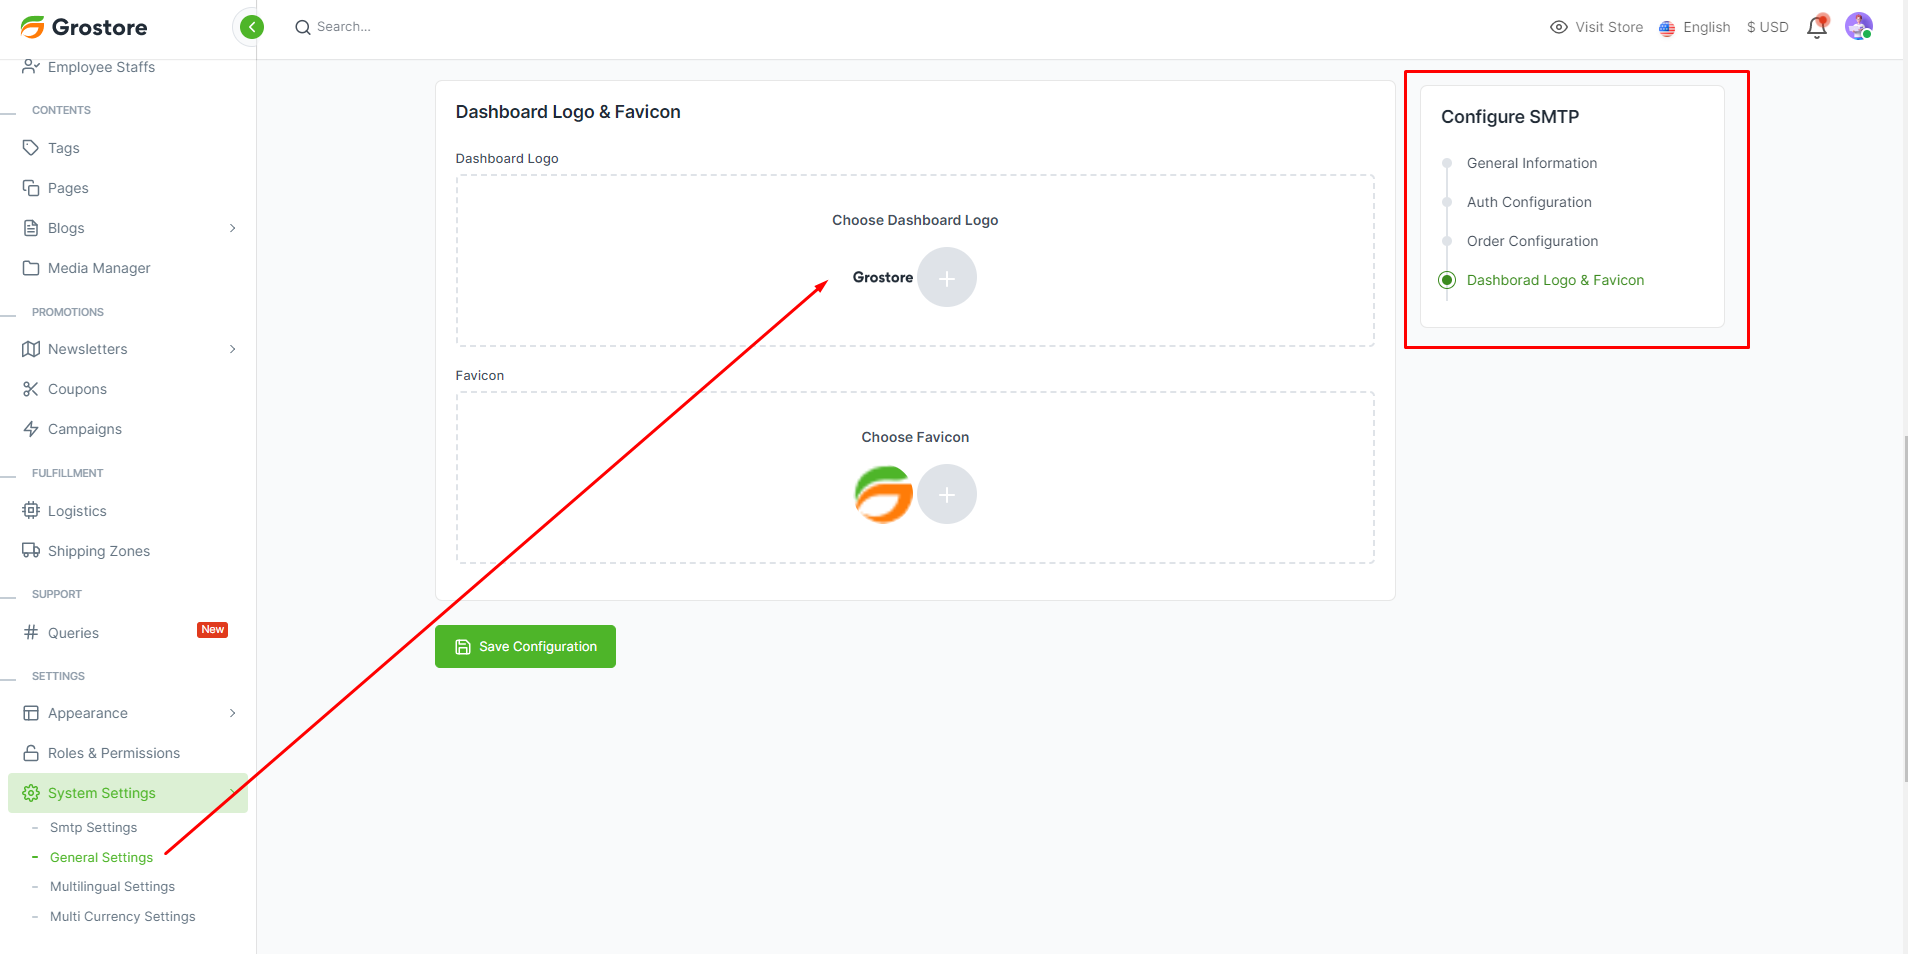 Grostore
Search...
Visit Store
English
$ USD
Employee Staffs
CONTENTS
Tags
Pages
Blogs
Media Manager
PROMOTIONS
Newsletters
Coupons
Campaigns
FULFILLMENT
Logistics
Shipping Zones
SUPPORT
Queries
New
SETTINGS
Appearance
Roles & Permissions
System Settings
Smtp Settings
General Settings
Multilingual Settings
Multi Currency Settings
Dashboard Logo & Favicon
Dashboard Logo
Choose Dashboard Logo
Grostore
Favicon
Choose Favicon
Save Configuration
Configure SMTP
General Information
Auth Configuration
Order Configuration
Dashborad Logo & Favicon